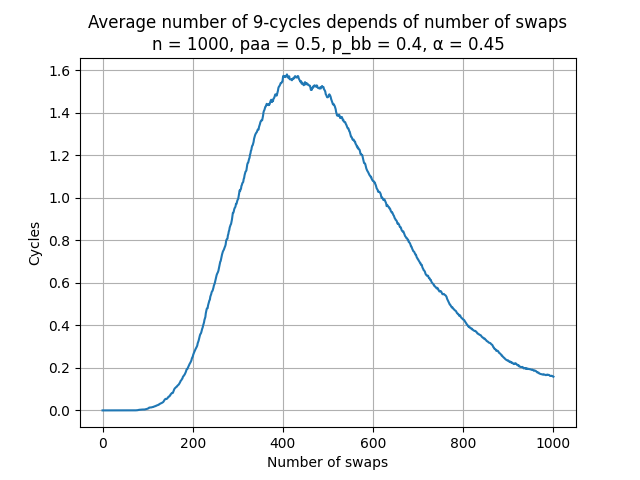 Average number of 9-cycles depends of number of swaps
n = 1000, paa = 0.5, p_bb = 0.4, α = 0.45
1.6
1.4
1.2
1.0
0.8
0.6
0.4
0.2
0.0
Cycles
0 200 400 600 800 1000
Number of swaps